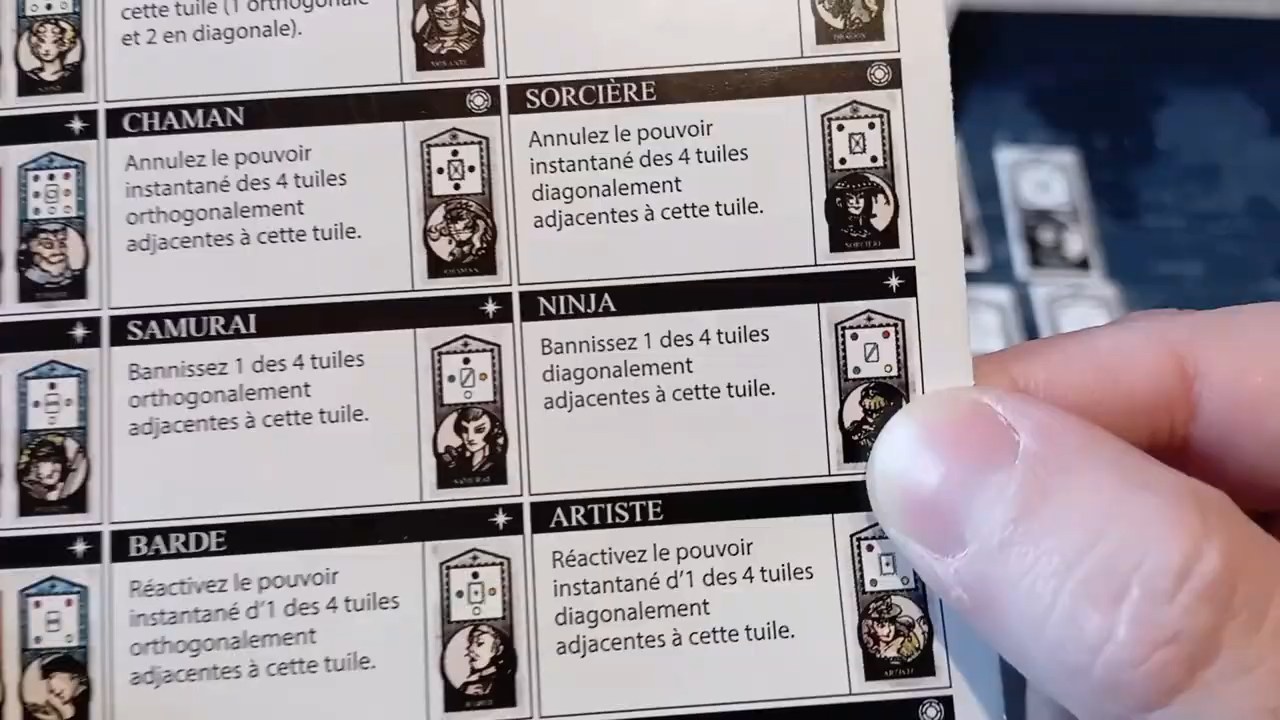 cette tuile (1 orthogonale
et 2 en diagonale).
CHAMAN
Annulez le pouvoir
instantané des 4 tuiles
orthogonalement
adjacentes à cette tuile.
CHAMAN
SORCIÈRE
Annulez le pouvoir
instantané des 4 tuiles
diagonalement
adjacentes à cette tuile.
SAMURAI
Bannissez 1 des 4 tuiles
orthogonalement
adjacentes à cette tuile.
SAMURAI
NINJA
Bannissez 1 des 4 tuiles
diagonalement
adjacentes à cette tuile.
BARDE
Réactivez le pouvoir
instantané d'1 des 4 tuiles
orthogonalement
adjacentes à cette tuile.
ARTISTE
Réactivez le pouvoir
instantané d'1 des 4 tuiles
diagonalement
adjacentes à cette tuile.